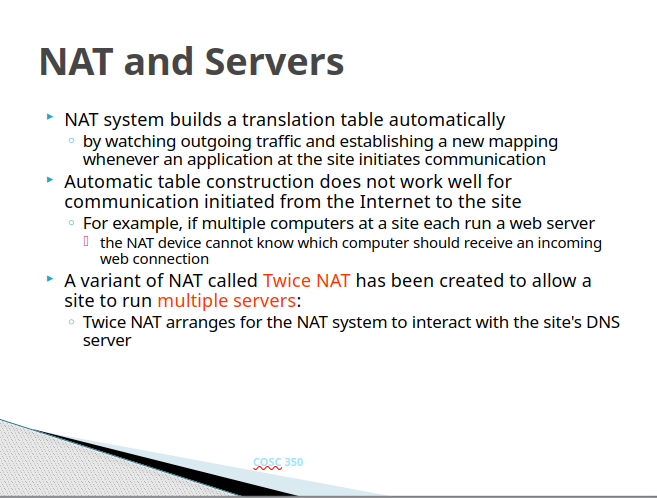 NAT and Servers
NAT system builds a translation table automatically
by watching outgoing traffic and establishing a new mapping
whenever an application at the site initiates communication
Automatic table construction does not work well for
communication initiated from the Internet to the site
For example, if multiple computers at a site each run a web server
the NAT device cannot know which computer should receive an incoming
web connection
A variant of NAT called Twice NAT has been created to allow a
site to run multiple servers:
Twice NAT arranges for the NAT system to interact with the site's DNS
server
COSC 350